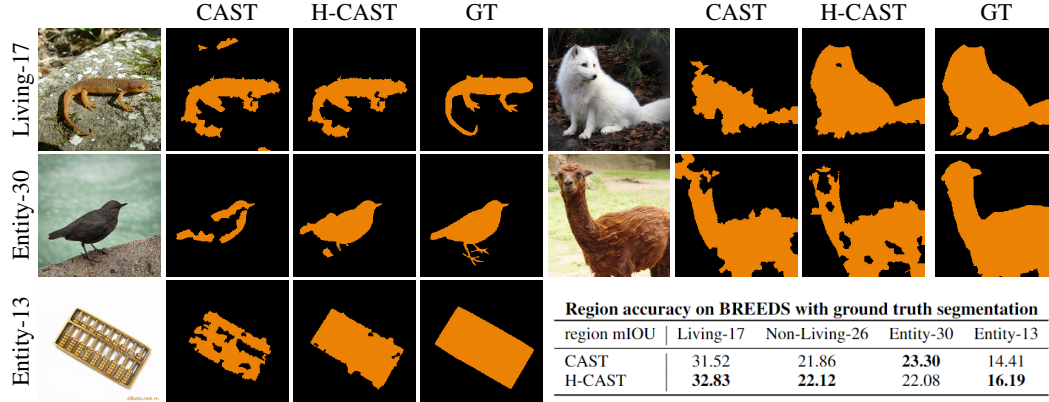 CAST H-CAST GT CAST H-CAST GT
Living-17
Entity-30
Entity-13
Region accuracy on BREEDS with ground truth segmentation
region mIOU Living-17 Non-Living-26 Entity-30 Entity-13
CAST 31.52 21.86 23.30 14.41
H-CAST 32.83 22.12 22.08 16.19